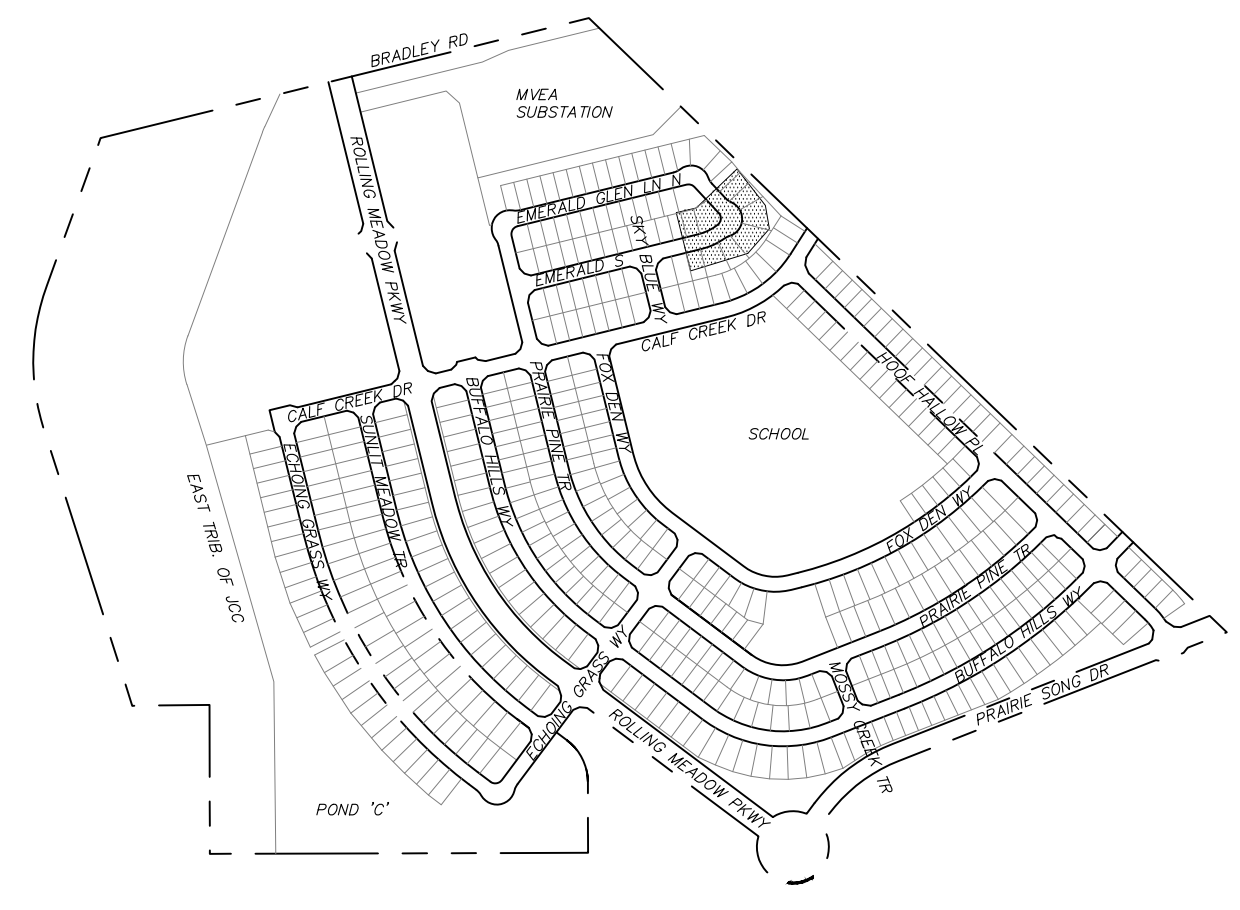 BRADLEY RD
MVEA
SUBSTATION
ROLLING MEADOW PKWY
EMERALD GLEN LN N
SKY BLUE WY
EMERALD S
CALF CREEK DR
CALF CREEK DR
HOOF HALLOW PL
SCHOOL
ECHOING GRASS WY
SUNLIT MEADOW TR
BUFFALO HILLS WY
PRAIRIE PINE TR
FOX DEN WY
EAST TRIB. OF JCC
FOX DEN WY
PRAIRIE PINE TR
BUFFALO HILLS WY
ECHOING GRASS WY
MOSSY CREEK TR
PRAIRIE SONG DR
ROLLING MEADOW PKWY
POND 'C'